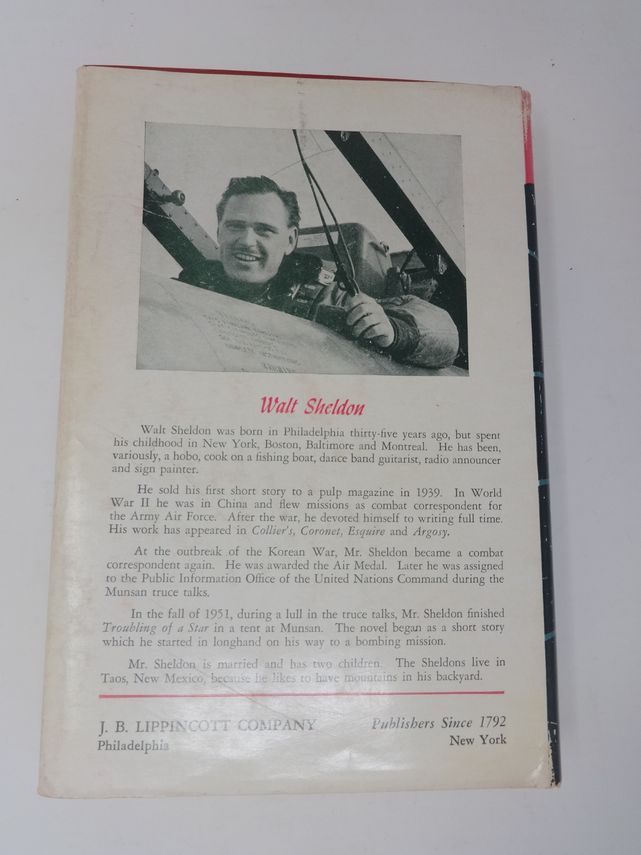 Walt Sheldon
Walt Sheldon was born in Philadelphia thirty-five years ago, but spent
his childhood in New York, Boston, Baltimore and Montreal. He has been,
variously, a hobo, cook on a fishing boat, dance band guitarist, radio announcer
and sign painter.
He sold his first short story to a pulp magazine in 1939. In World
War II he was in China and flew missions as combat correspondent for
the Army Air Force. After the war, he devoted himself to writing full time.
His work has appeared in Collier's, Coronet, Esquire and Argosy.
At the outbreak of the Korean War, Mr. Sheldon became a combat
correspondent again. He was awarded the Air Medal. Later he was assigned
to the Public Information Office of the United Nations Command during the
Munsan truce talks.
In the fall of 1951, during a lull in the truce talks, Mr. Sheldon finished
Troubling of a Star in a tent at Munsan. The novel began as a short story
which he started in longhand on his way to a bombing mission.
Mr. Sheldon is married and has two children. The Sheldons live in
Taos, New Mexico, because he likes to have mountains in his backyard.
J. B. LIPPINCOTT COMPANY Publishers Since 1792
Philadelphia New York